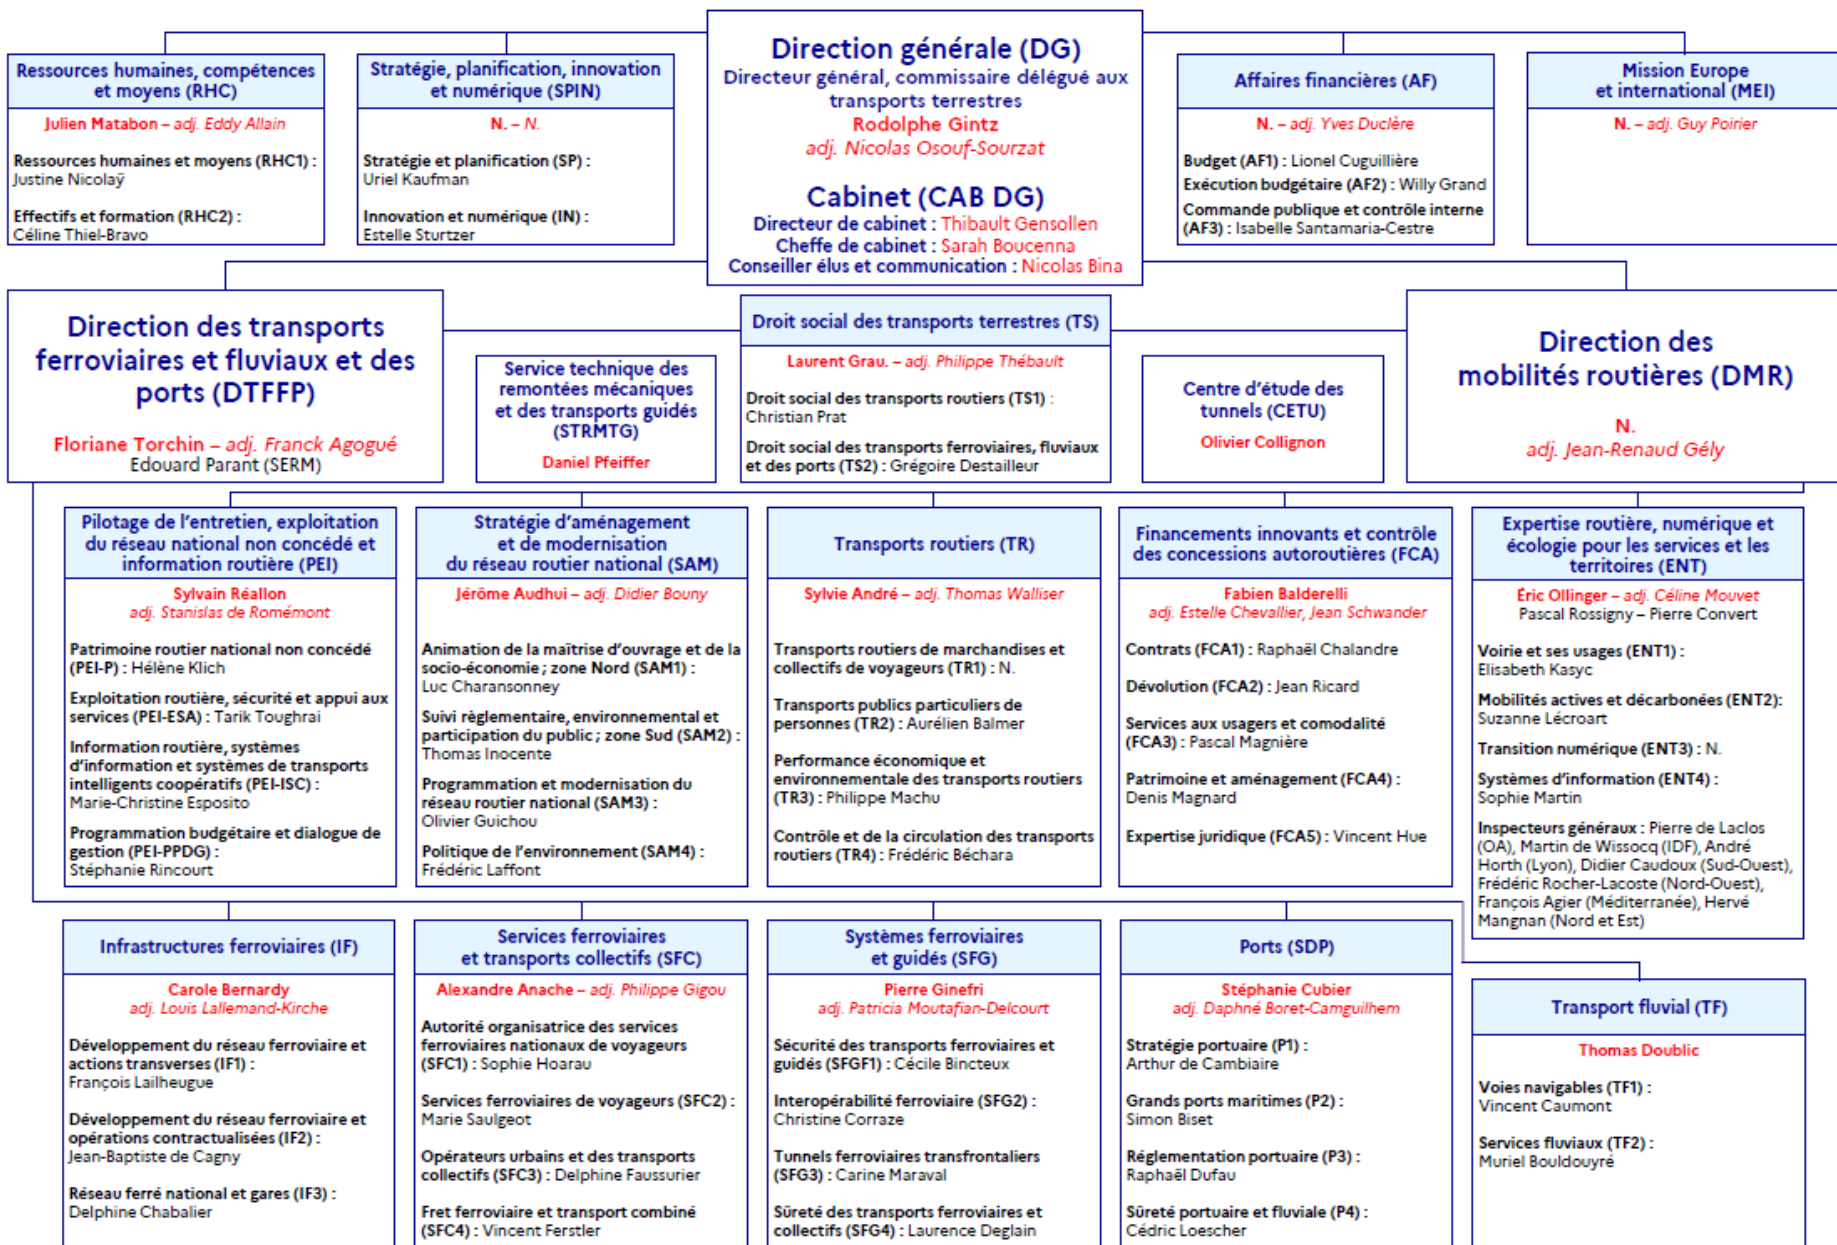 Direction générale (DG)
Directeur général, commissaire délégué aux
transports terrestres
Rodolphe Gintz
adj. Nicolas Osouf-Sourzat
Cabinet (CAB DG)
Directeur de cabinet : Thibault Gensollen
Cheffe de cabinet : Sarah Boucenna
Conseiller élus et communication : Nicolas Bina
Ressources humaines, compétences
et moyens (RHC)
Julien Matabon – adj. Eddy Allain
Ressources humaines et moyens (RHC1) :
Justine Nicolaÿ
Effectifs et formation (RHC2) :
Céline Thiel-Bravo
Stratégie, planification, innovation
et numérique (SPIN)
N. – N.
Stratégie et planification (SP) :
Uriel Kaufman
Innovation et numérique (IN) :
Estelle Sturtzer
Affaires financières (AF)
N. – adj. Yves Duclère
Budget (AF1) : Lionel Cuguillière
Exécution budgétaire (AF2) : Willy Grand
Commande publique et contrôle interne
(AF3) : Isabelle Santamaria-Cestre
Mission Europe
et international (MEI)
N. – adj. Guy Poirier
Direction des transports
ferroviaires et fluviaux et des
ports (DTFFP)
Floriane Torchin – adj. Franck Agogué
Edouard Parant (SERM)
Service technique des
remontées mécaniques
et des transports guidés
(STRMTG)
Daniel Pfeiffer
Droit social des transports terrestres (TS)
Laurent Grau. – adj. Philippe Thébault
Droit social des transports routiers (TS1) :
Christian Prat
Droit social des transports ferroviaires, fluviaux
et des ports (TS2) : Grégoire Destailleur
Centre d'étude des
tunnels (CETU)
Olivier Collignon
Direction des
mobilités routières (DMR)
N.
adj. Jean-Renaud Gély
Pilotage de l'entretien, exploitation
du réseau national non concédé et
information routière (PEI)
Sylvain Réallon
adj. Stanislas de Romémont
Patrimoine routier national non concédé
(PEI-P) : Hélène Klich
Exploitation routière, sécurité et appui aux
services (PEI-ESA) : Tarik Toughrai
Information routière, systèmes
d'information et systèmes de transports
intelligents coopératifs (PEI-ISC) :
Marie-Christine Esposito
Programmation budgétaire et dialogue de
gestion (PEI-PPDG) :
Stéphanie Rincourt
Stratégie d'aménagement
et de modernisation
du réseau routier national (SAM)
Jérôme Audhui – adj. Didier Bouny
Animation de la maîtrise d'ouvrage et de la
socio-économie ; zone Nord (SAM1) :
Luc Charansonney
Suivi règlementaire, environnemental et
participation du public ; zone Sud (SAM2) :
Thomas Inocente
Programmation et modernisation du
réseau routier national (SAM3) :
Olivier Guichou
Politique de l'environnement (SAM4) :
Frédéric Laffont
Transports routiers (TR)
Sylvie André – adj. Thomas Walliser
Transports routiers de marchandises et
collectifs de voyageurs (TR1) : N.
Transports publics particuliers de
personnes (TR2) : Aurélien Balmer
Performance économique et
environnementale des transports routiers
(TR3) : Philippe Machu
Contrôle et de la circulation des transports
routiers (TR4) : Frédéric Béchara
Financements innovants et contrôle
des concessions autoroutières (FCA)
Fabien Balderelli
adj. Estelle Chevallier, Jean Schwander
Contrats (FCA1) : Raphaël Chalandre
Dévolution (FCA2) : Jean Ricard
Services aux usagers et comodalité
(FCA3) : Pascal Magnière
Patrimoine et aménagement (FCA4) :
Denis Magnard
Expertise juridique (FCA5) : Vincent Hue
Expertise routière, numérique et
écologie pour les services et les
territoires (ENT)
Éric Ollinger – adj. Céline Mouvet
Pascal Rossigny – Pierre Convert
Voirie et ses usages (ENT1) :
Elisabeth Kasyc
Mobilités actives et décarbonées (ENT2):
Suzanne Lécroart
Transition numérique (ENT3) : N.
Systèmes d'information (ENT4) :
Sophie Martin
Inspecteurs généraux : Pierre de Laclos
(OA), Martin de Wissocq (IDF), André
Horth (Lyon), Didier Caudoux (Sud-Ouest),
Frédéric Rocher-Lacoste (Nord-Ouest),
François Agier (Méditerranée), Hervé
Mangnan (Nord et Est)
Infrastructures ferroviaires (IF)
Carole Bernardy
adj. Louis Lallemand-Kirche
Développement du réseau ferroviaire et
actions transverses (IF1) :
François Lailheugue
Développement du réseau ferroviaire et
opérations contractualisées (IF2) :
Jean-Baptiste de Cagny
Réseau ferré national et gares (IF3) :
Delphine Chabalier
Services ferroviaires
et transports collectifs (SFC)
Alexandre Anache – adj. Philippe Gigou
Autorité organisatrice des services
ferroviaires nationaux de voyageurs
(SFC1) : Sophie Hoarau
Services ferroviaires de voyageurs (SFC2) :
Marie Saulgeot
Opérateurs urbains et des transports
collectifs (SFC3) : Delphine Faussurier
Fret ferroviaire et transport combiné
(SFC4) : Vincent Ferstler
Systèmes ferroviaires
et guidés (SFG)
Pierre Ginefri
adj. Patricia Moutafian-Delcourt
Sécurité des transports ferroviaires et
guidés (SFGF1) : Cécile Bincteux
Interopérabilité ferroviaire (SFG2) :
Christine Corraze
Tunnels ferroviaires transfrontaliers
(SFG3) : Carine Maraval
Sûreté des transports ferroviaires et
collectifs (SFG4) : Laurence Deglain
Ports (SDP)
Stéphanie Cubier
adj. Daphné Boret-Camguilhem
Stratégie portuaire (P1) :
Arthur de Cambiaire
Grands ports maritimes (P2) :
Simon Biset
Réglementation portuaire (P3) :
Raphaël Dufau
Sûreté portuaire et fluviale (P4) :
Cédric Loescher
Transport fluvial (TF)
Thomas Doublic
Voies navigables (TF1) :
Vincent Caumont
Services fluviaux (TF2) :
Muriel Bouldouyré